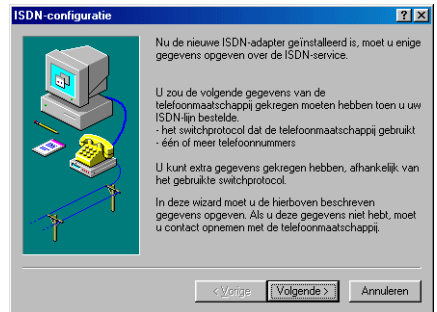 ISDN-configuratie
Nu de nieuwe ISDN-adapter geïnstalleerd is, moet u enige
gegevens opgeven over de ISDN-service.
U zou de volgende gegevens van de
telefoonmaatschappij gekregen moeten hebben toen u uw
ISDN-lijn bestelde.
- het switchprotocol dat de telefoonmaatschappij gebruikt
- één of meer telefoonnummers
U kunt extra gegevens gekregen hebben, afhankelijk van
het gebruikte switchprotocol.
In deze wizard moet u de hierboven beschreven
gegevens opgeven. Als u deze gegevens niet hebt, moet
u contact opnemen met de telefoonmaatschappij.
< Vorige Volgende > Annuleren